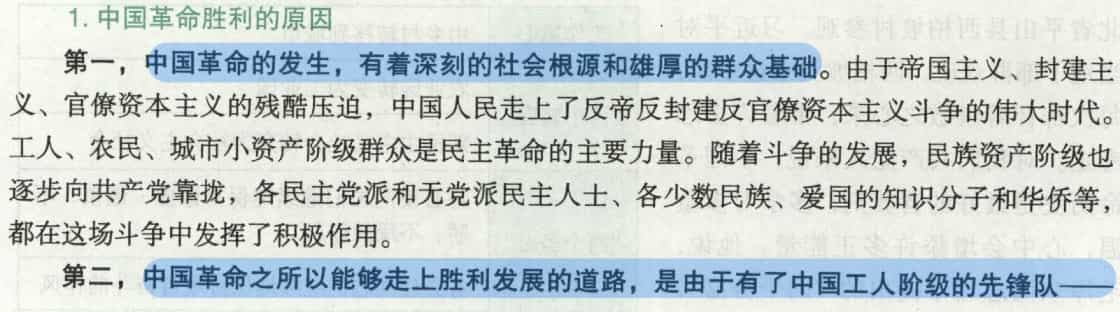 1. 中国革命胜利的原因
第一，中国革命的发生，有着深刻的社会根源和雄厚的群众基础。由于帝国主义、封建主
义、官僚资本主义的残酷压迫，中国人民走上了反帝反封建反官僚资本主义斗争的伟大时代。
工人、农民、城市小资产阶级群众是民主革命的主要力量。随着斗争的发展，民族资产阶级也
逐步向共产党靠拢，各民主党派和无党派民主人士、各少数民族、爱国的知识分子和华侨等，
都在这场斗争中发挥了积极作用。
第二，中国革命之所以能够走上胜利发展的道路，是由于有了中国工人阶级的先锋队——